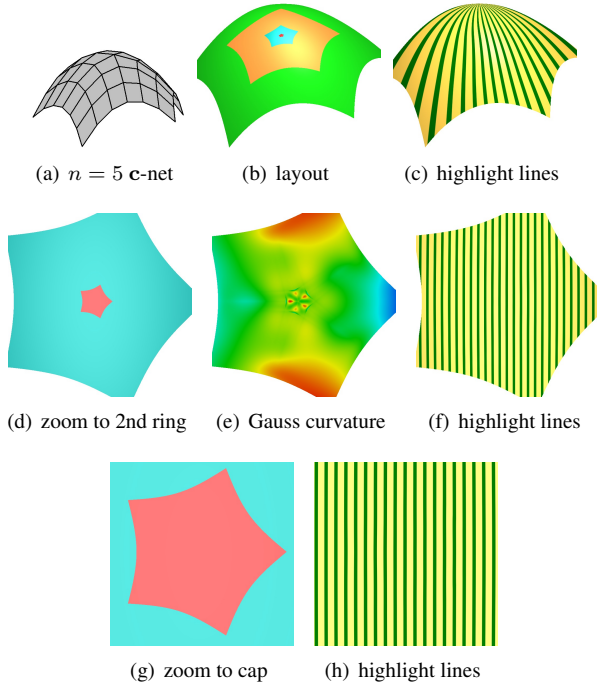 (a) n = 5 c-net
(b) layout
(c) highlight lines
(d) zoom to 2nd ring
(e) Gauss curvature
(f) highlight lines
(g) zoom to cap
(h) highlight lines